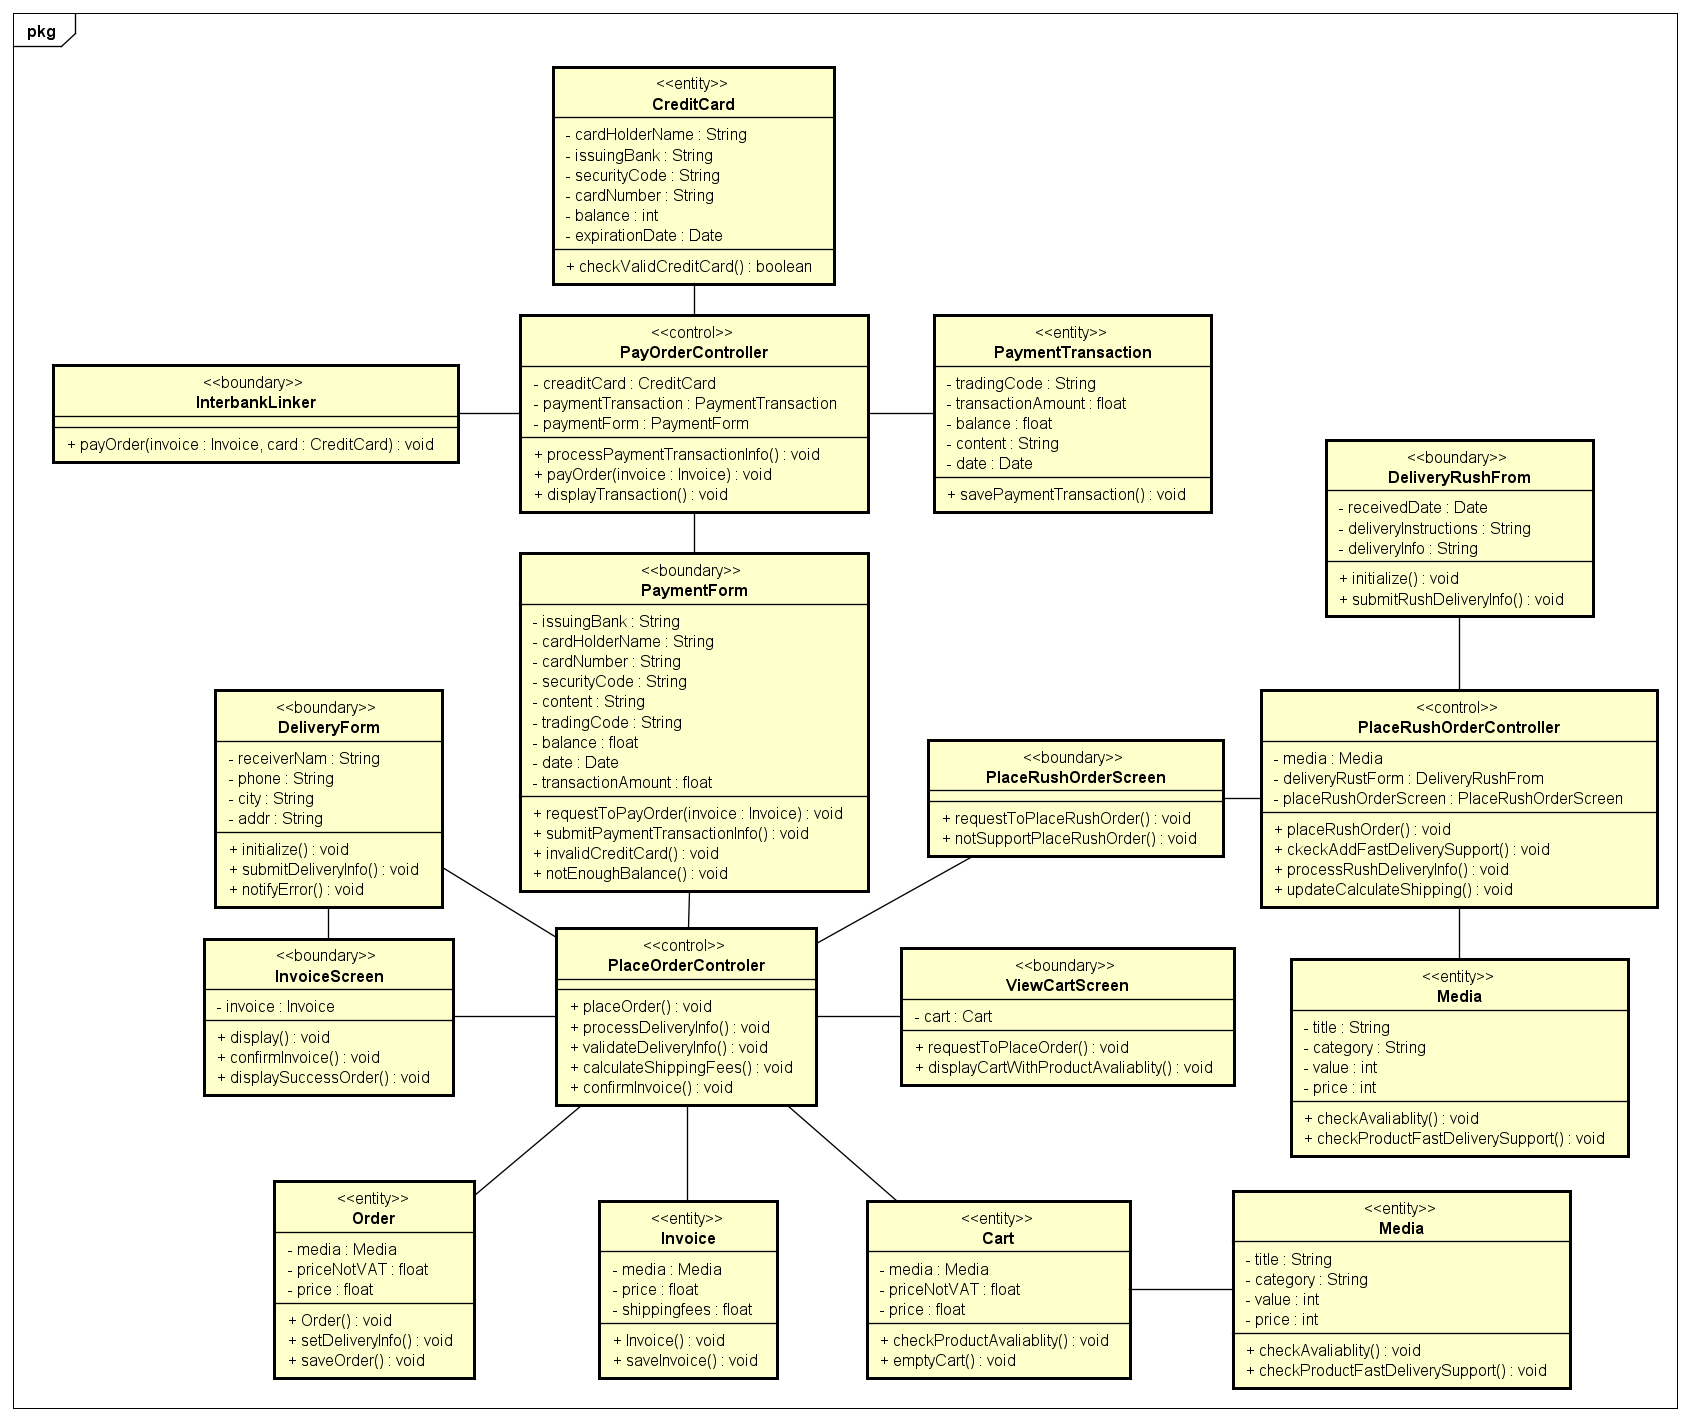 pkg
<<entity>>
CreditCard
- cardHolderName : String
- issuingBank : String
- securityCode : String
- cardNumber : String
- balance : int
- expirationDate : Date
+ checkValidCreditCard() : boolean
<<control>>
PayOrderController
- creaditCard : CreditCard
- paymentTransaction : PaymentTransaction
- paymentForm : PaymentForm
+ processPaymentTransactionInfo() : void
+ payOrder(invoice : Invoice) : void
+ displayTransaction() : void
<<entity>>
PaymentTransaction
- tradingCode : String
- transactionAmount : float
- balance : float
- content : String
- date : Date
+ savePaymentTransaction() : void
<<boundary>>
InterbankLinker
+ payOrder(invoice : Invoice, card : CreditCard) : void
<<boundary>>
DeliveryRushFrom
- receivedDate : Date
- deliveryInstructions : String
- deliveryInfo : String
+ initialize() : void
+ submitRushDeliveryInfo() : void
<<boundary>>
PaymentForm
- issuingBank : String
- cardHolderName : String
- cardNumber : String
- securityCode : String
- content : String
- tradingCode : String
- balance : float
- date : Date
- transactionAmount : float
+ requestToPayOrder(invoice : Invoice) : void
+ submitPaymentTransactionInfo() : void
+ invalidCreditCard() : void
+ notEnoughBalance() : void
<<boundary>>
DeliveryForm
- receiverNam : String
- phone : String
- city : String
- addr : String
+ initialize() : void
+ submitDeliveryInfo() : void
+ notifyError() : void
<<boundary>>
PlaceRushOrderScreen
+ requestToPlaceRushOrder() : void
+ notSupportPlaceRushOrder() : void
<<control>>
PlaceRushOrderController
- media : Media
- deliveryRustForm : DeliveryRushFrom
- placeRushOrderScreen : PlaceRushOrderScreen
+ placeRushOrder() : void
+ ckeckAddFastDeliverySupport() : void
+ processRushDeliveryInfo() : void
+ updateCalculateShipping() : void
<<boundary>>
InvoiceScreen
- invoice : Invoice
+ display() : void
+ confirmInvoice() : void
+ displaySuccessOrder() : void
<<control>>
PlaceOrderControler
+ placeOrder() : void
+ processDeliveryInfo() : void
+ validateDeliveryInfo() : void
+ calculateShippingFees() : void
+ confirmInvoice() : void
<<boundary>>
ViewCartScreen
- cart : Cart
+ requestToPlaceOrder() : void
+ displayCartWithProductAvaliablity() : void
<<entity>>
Media
- title : String
- category : String
- value : int
- price : int
+ checkAvaliablity() : void
+ checkProductFastDeliverySupport() : void
<<entity>>
Order
- media : Media
- priceNotVAT : float
- price : float
+ Order() : void
+ setDeliveryInfo() : void
+ saveOrder() : void
<<entity>>
Invoice
- media : Media
- price : float
- shippingfees : float
+ Invoice() : void
+ saveInvoice() : void
<<entity>>
Cart
- media : Media
- priceNotVAT : float
- price : float
+ checkProductAvaliablity() : void
+ emptyCart() : void
<<entity>>
Media
- title : String
- category : String
- value : int
- price : int
+ checkAvaliablity() : void
+ checkProductFastDeliverySupport() : void